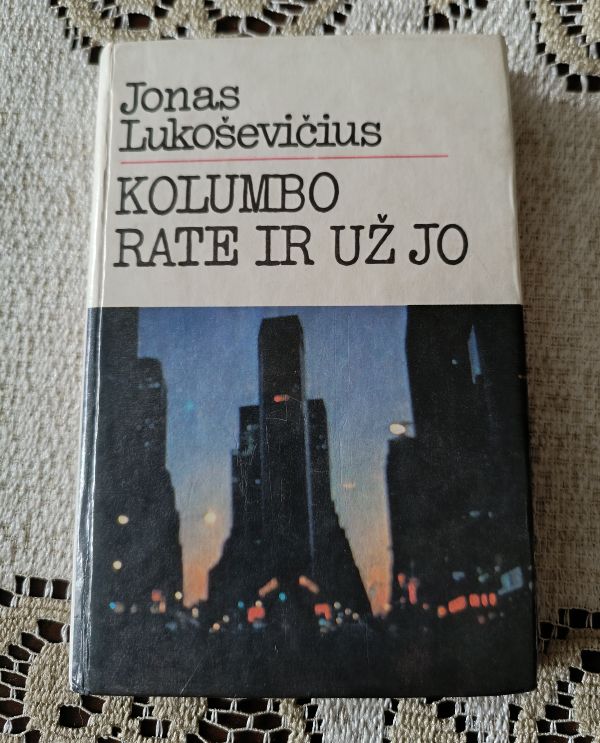 Jonas
Lukoševičius
KOLUMBO
RATE IR UŽ JO